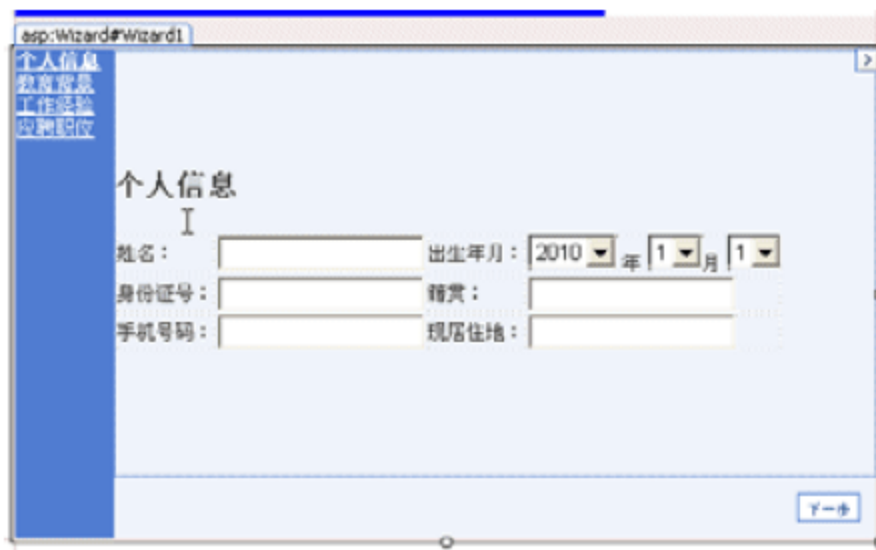 asp:Wizard#Wizard1
个人信息
教育背景
工作经验
应聘职位
个人信息
姓名： 出生年月： 2010 年 1 月 1
身份证号： 籍贯：
手机号码： 现居住地：
下一步